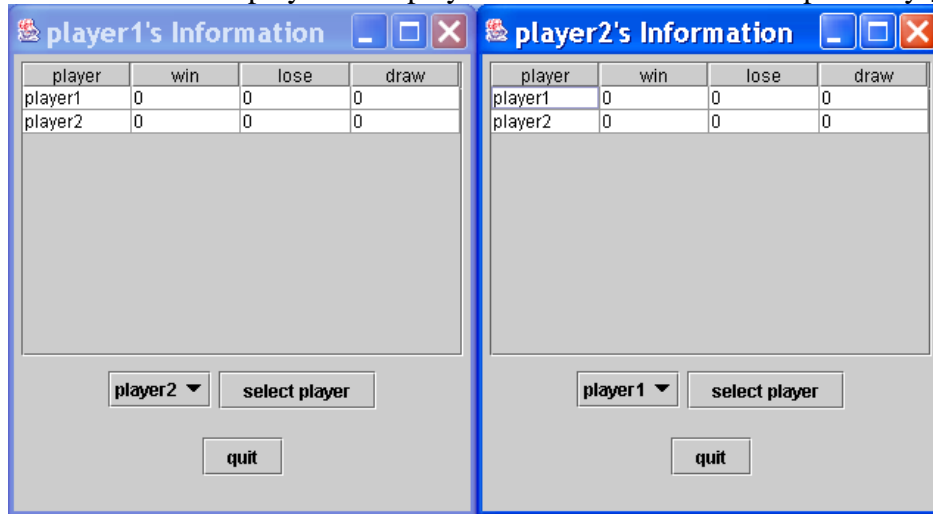 player1's Information
player win lose draw
player1 0 0 0
player2 0 0 0
player2 select player
quit
player2's Information
player win lose draw
player1 0 0 0
player2 0 0 0
player1 select player
quit